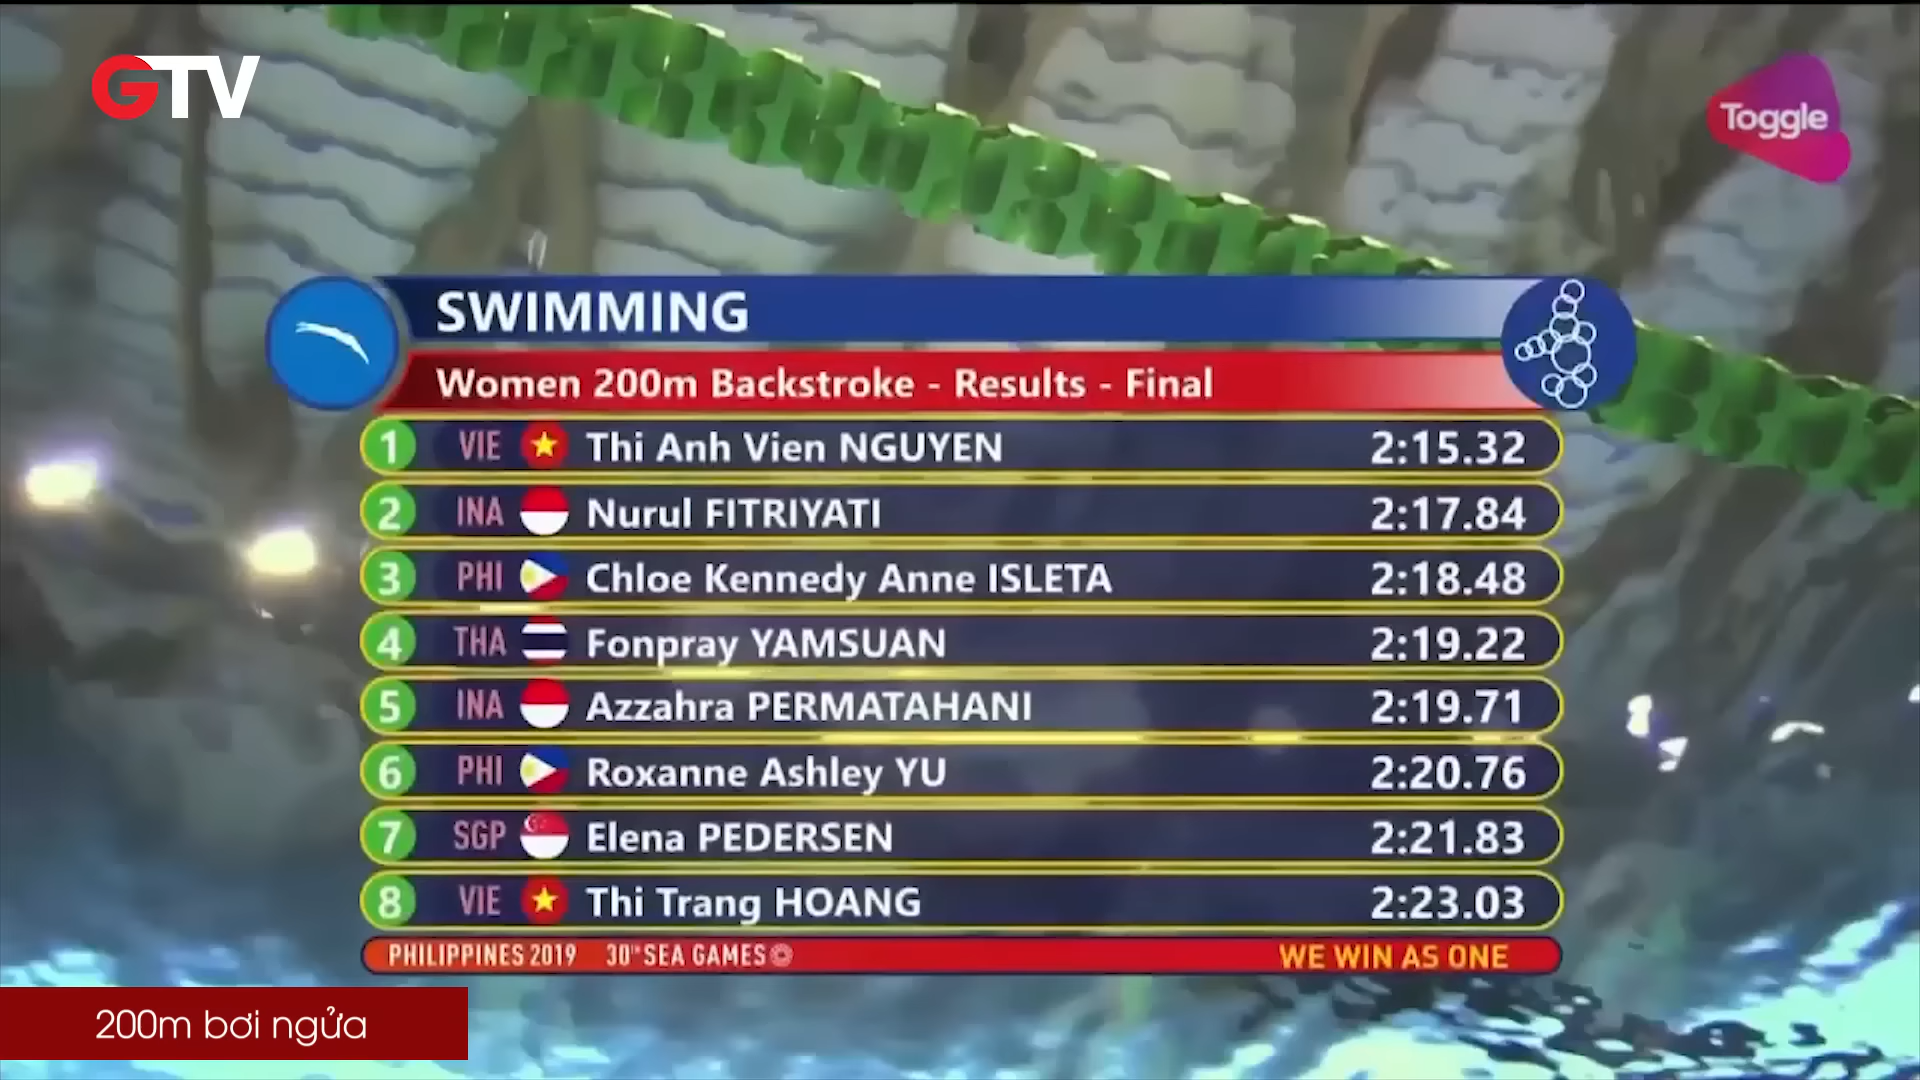 GTV
Toggle
SWIMMING
Women 200m Backstroke - Results - Final
1 VIE Thi Anh Vien NGUYEN 2:15.32
2 INA Nurul FITRIYATI 2:17.84
3 PHI Chloe Kennedy Anne ISLETA 2:18.48
4 THA Fonpray YAMSUAN 2:19.22
5 INA Azzahra PERMATAHANI 2:19.71
6 PHI Roxanne Ashley YU 2:20.76
7 SGP Elena PEDERSEN 2:21.83
8 VIE Thi Trang HOANG 2:23.03
PHILIPPINES 2019 30TH SEA GAMES WE WIN AS ONE
200m bơi ngửa